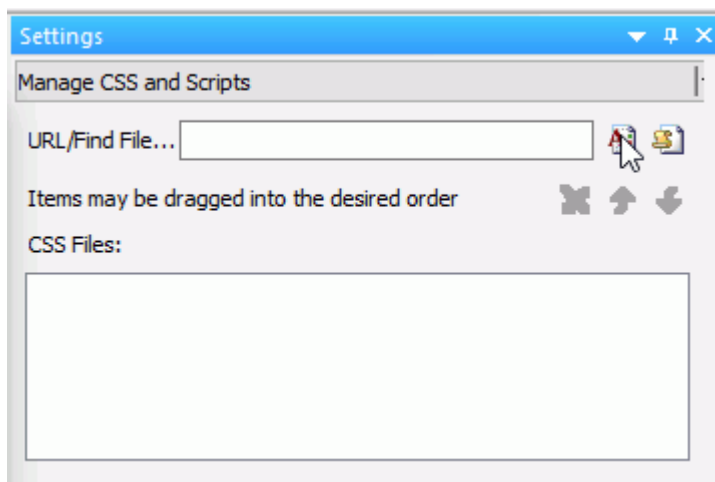 Settings
Manage CSS and Scripts
URL/Find File...
Items may be dragged into the desired order
CSS Files: